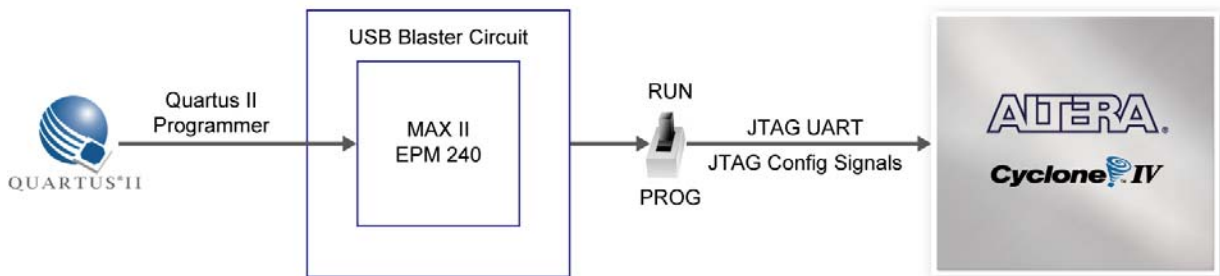 USB Blaster Circuit
Quartus II
Programmer
QUARTUS®II
MAX II
EPM 240
RUN
PROG
JTAG UART
JTAG Config Signals
ALTERA®
Cyclone™ IV